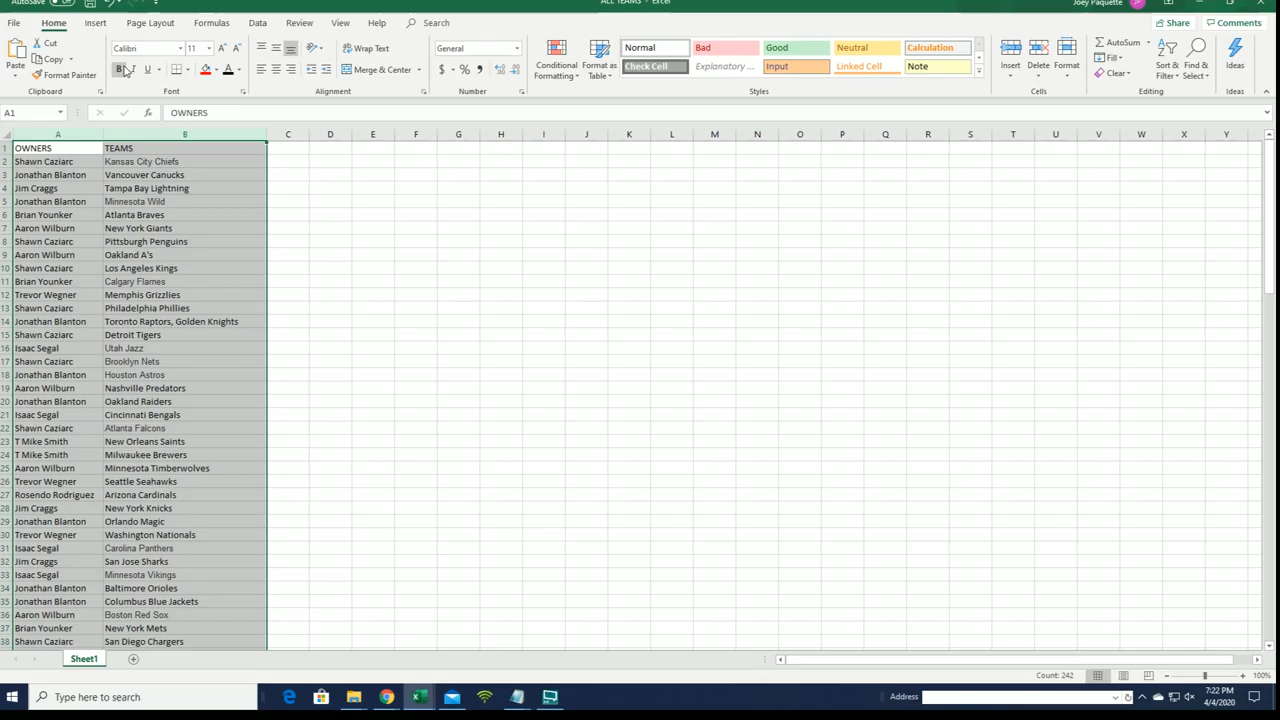 AutoSave Off ALL TEAMS - Excel Joey Paquette JP
File Home Insert Page Layout Formulas Data Review View Help Search Share Comments
Paste Cut Copy Format Painter Clipboard
Calibri 11 B U Font
Wrap Text Merge & Center Alignment
General $ % , Number
Conditional Formatting Format as Table
Normal Bad Good Neutral Calculation
Check Cell Explanatory ... Input Linked Cell Note
Styles
Insert Delete Format Cells
AutoSum Fill Clear Sort & Filter Find & Select Editing
Ideas Ideas
A1 fx OWNERS
A B C D E F G H I J K L M N O P Q R S T U V W X Y
1 OWNERS TEAMS
2 Shawn Caziarc Kansas City Chiefs
3 Jonathan Blanton Vancouver Canucks
4 Jim Craggs Tampa Bay Lightning
5 Jonathan Blanton Minnesota Wild
6 Brian Younker Atlanta Braves
7 Aaron Wilburn New York Giants
8 Shawn Caziarc Pittsburgh Penguins
9 Aaron Wilburn Oakland A's
10 Shawn Caziarc Los Angeles Kings
11 Brian Younker Calgary Flames
12 Trevor Wegner Memphis Grizzlies
13 Shawn Caziarc Philadelphia Phillies
14 Jonathan Blanton Toronto Raptors, Golden Knights
15 Shawn Caziarc Detroit Tigers
16 Isaac Segal Utah Jazz
17 Shawn Caziarc Brooklyn Nets
18 Jonathan Blanton Houston Astros
19 Aaron Wilburn Nashville Predators
20 Jonathan Blanton Oakland Raiders
21 Isaac Segal Cincinnati Bengals
22 Shawn Caziarc Atlanta Falcons
23 T Mike Smith New Orleans Saints
24 T Mike Smith Milwaukee Brewers
25 Aaron Wilburn Minnesota Timberwolves
26 Trevor Wegner Seattle Seahawks
27 Rosendo Rodriguez Arizona Cardinals
28 Jim Craggs New York Knicks
29 Jonathan Blanton Orlando Magic
30 Trevor Wegner Washington Nationals
31 Isaac Segal Carolina Panthers
32 Jim Craggs San Jose Sharks
33 Isaac Segal Minnesota Vikings
34 Jonathan Blanton Baltimore Orioles
35 Jonathan Blanton Columbus Blue Jackets
36 Aaron Wilburn Boston Red Sox
37 Brian Younker New York Mets
38 Shawn Caziarc San Diego Chargers
Sheet1
Count: 242 100%
Type here to search Address 7:22 PM
4/4/2020